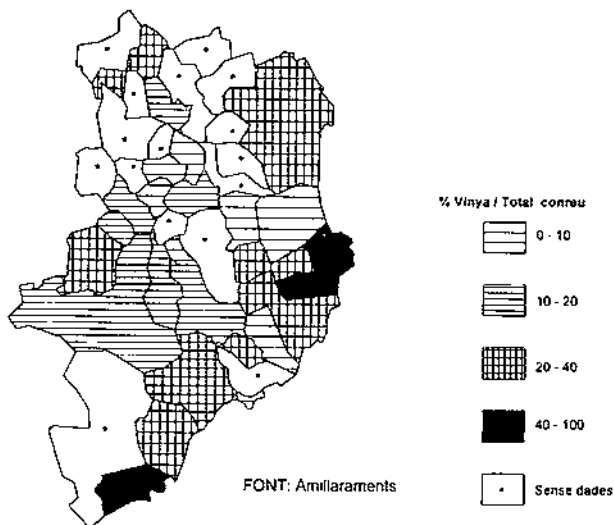 % Vinya / Total conreu
0 - 10
10 - 20
20 - 40
40 - 100
Sense dades
FONT: Amillaraments